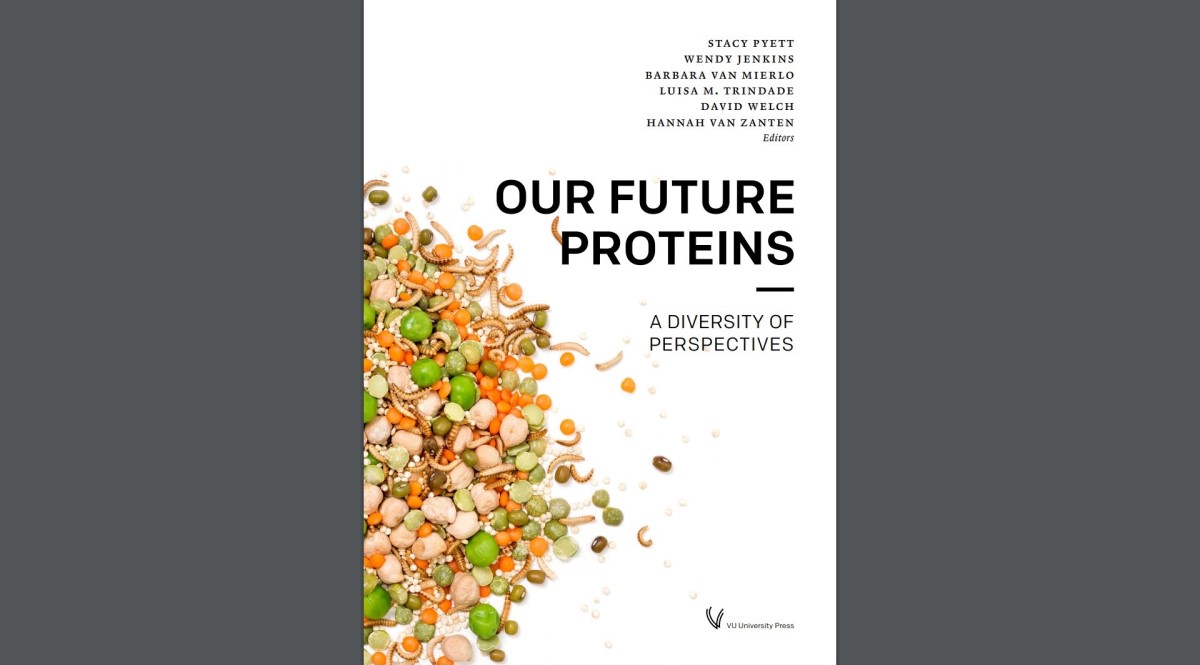 STACY PYETT
WENDY JENKINS
BARBARA VAN MIERLO
LUISA M. TRINDADE
DAVID WELCH
HANNAH VAN ZANTEN
Editors
OUR FUTURE
PROTEINS
A DIVERSITY OF
PERSPECTIVES
VU University Press